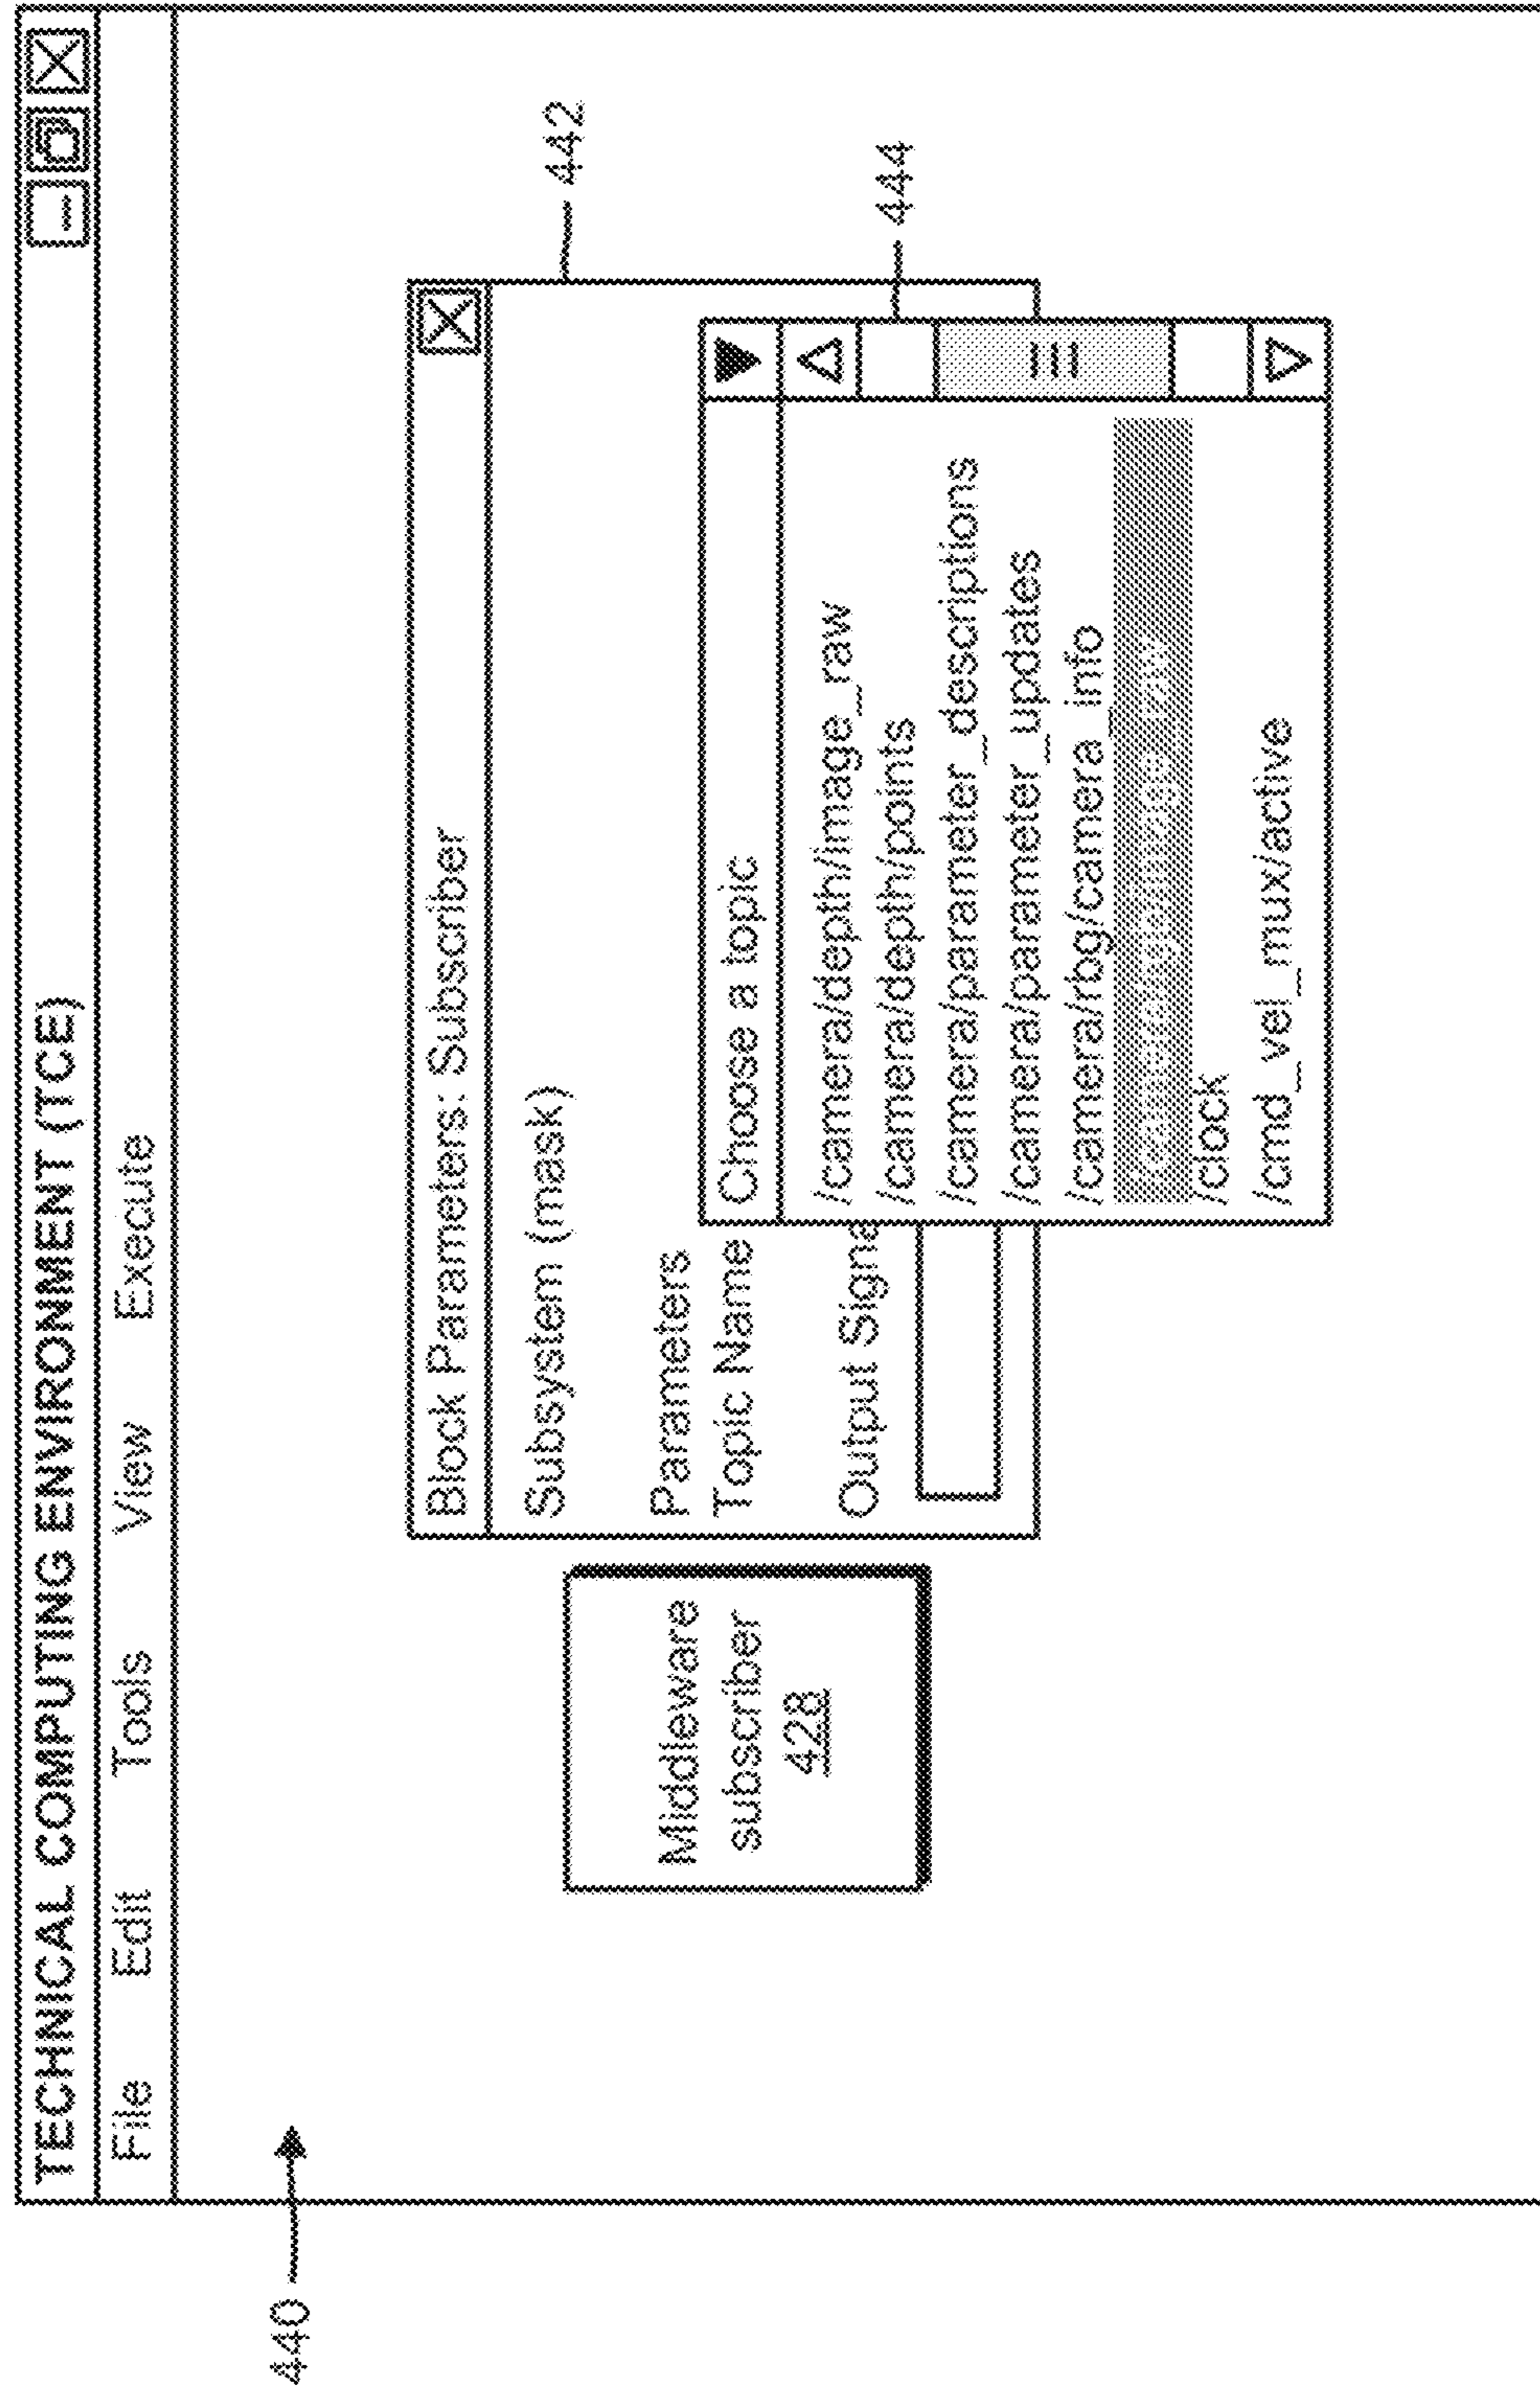 TECHNICAL COMPUTING ENVIRONMENT (TCE)
File Edit Tools View Execute
440
Block Parameters: Subscriber
442
Subsystem (mask)
Parameters
Topic Name
Choose a topic
444
/camera/depth/image_raw
/camera/depth/points
/camera/parameter_descriptions
/camera/parameter_updates
/camera/rbg/camera_info
/clock
/cmd_vel_mux/active
Output Signa
Middleware
subscriber
428